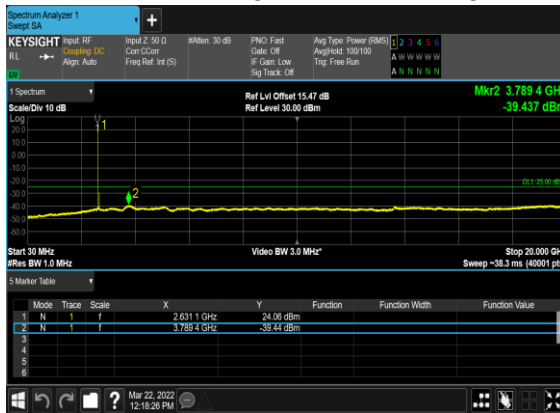 Spectrum Analyzer 1
Swept SA
KEYSIGHT Input: RF Input Z: 50 Ω #Atten: 30 dB PNO: Fast Avg Type: Power (RMS) 1 2 3 4 5 6
RL Coupling: DC Corr CCorr Gate: Off Avg|Hold: 100/100 A W W W W W
Align: Auto Freq Ref: Int (S) IF Gain: Low Trig: Free Run
Sig Track: Off A N N N N N
1 Spectrum Ref Lvl Offset 15.47 dB Mkr2 3.789 4 GH
Scale/Div 10 dB Ref Level 30.00 dBm -39.437 dBr
Log
20.0
10.0
0.00
-10.0
-20.0
-30.0
-40.0
-50.0
-60.0
1
2
Start 30 MHz Video BW 3.0 MHz* Stop 20.000 GH
#Res BW 1.0 MHz Sweep ~38.3 ms (40001 pts
5 Marker Table
Mode Trace Scale X Y Function Function Width Function Value
1 N 1 f 2.631 1 GHz 24.06 dBm
2 N 1 f 3.789 4 GHz -39.44 dBm
3
4
5
6
? Mar 22, 2022
12:18:26 PM